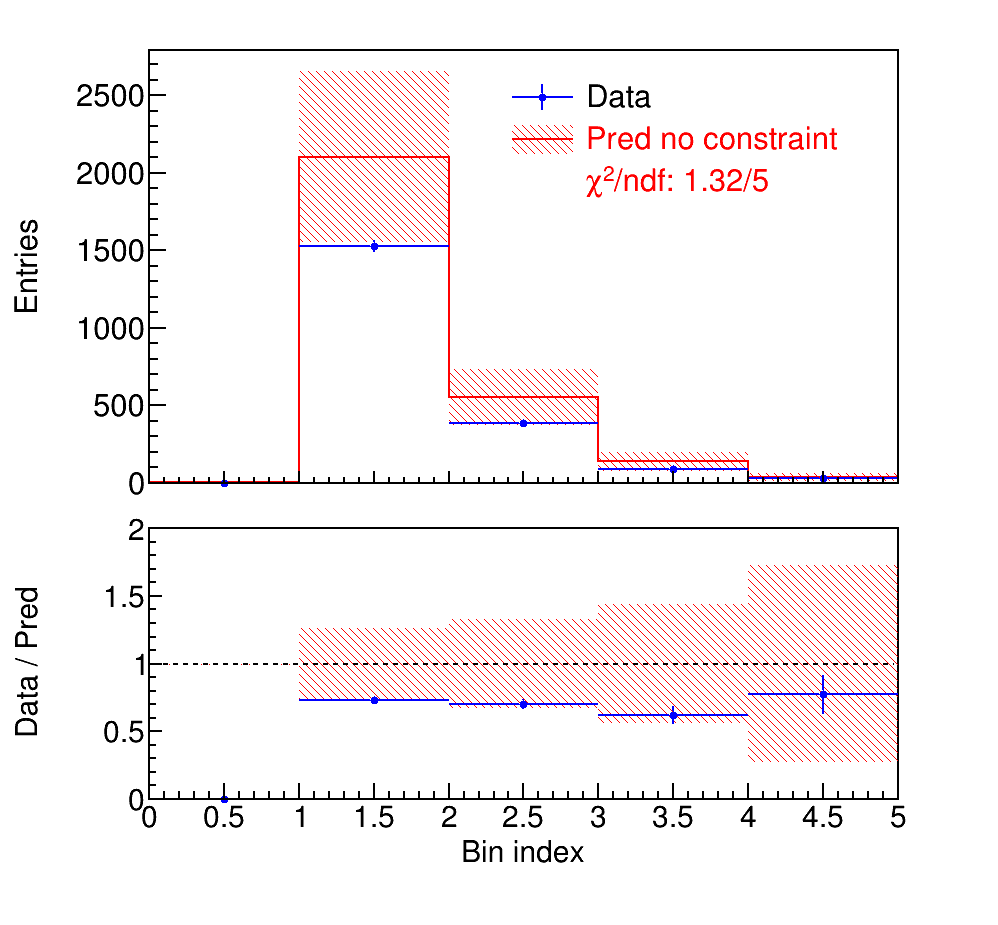 Entries
2500
2000
1500
1000
500
0
Data
Pred no constraint
χ²/ndf: 1.32/5
Data / Pred
2
1.5
1
0.5
0
0 0.5 1 1.5 2 2.5 3 3.5 4 4.5 5
Bin index